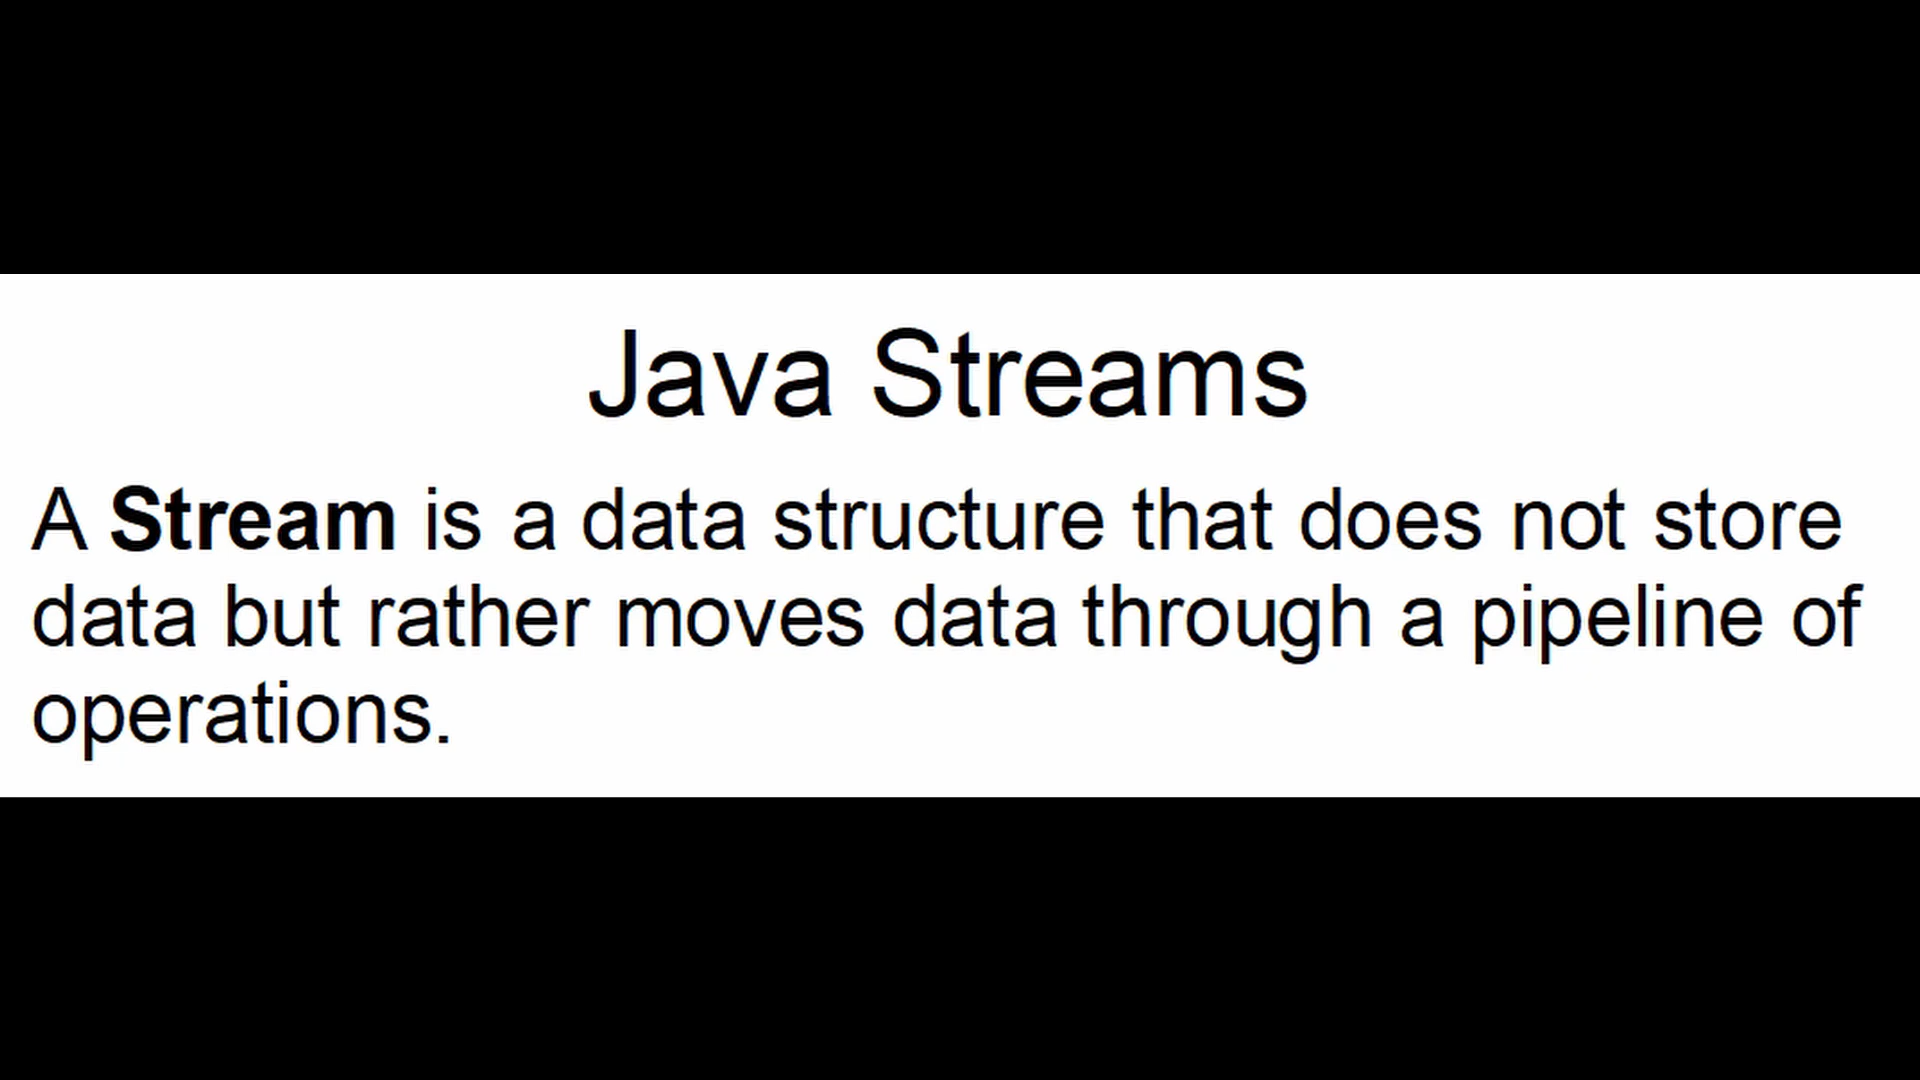 Java Streams
A Stream is a data structure that does not store
data but rather moves data through a pipeline of
operations.